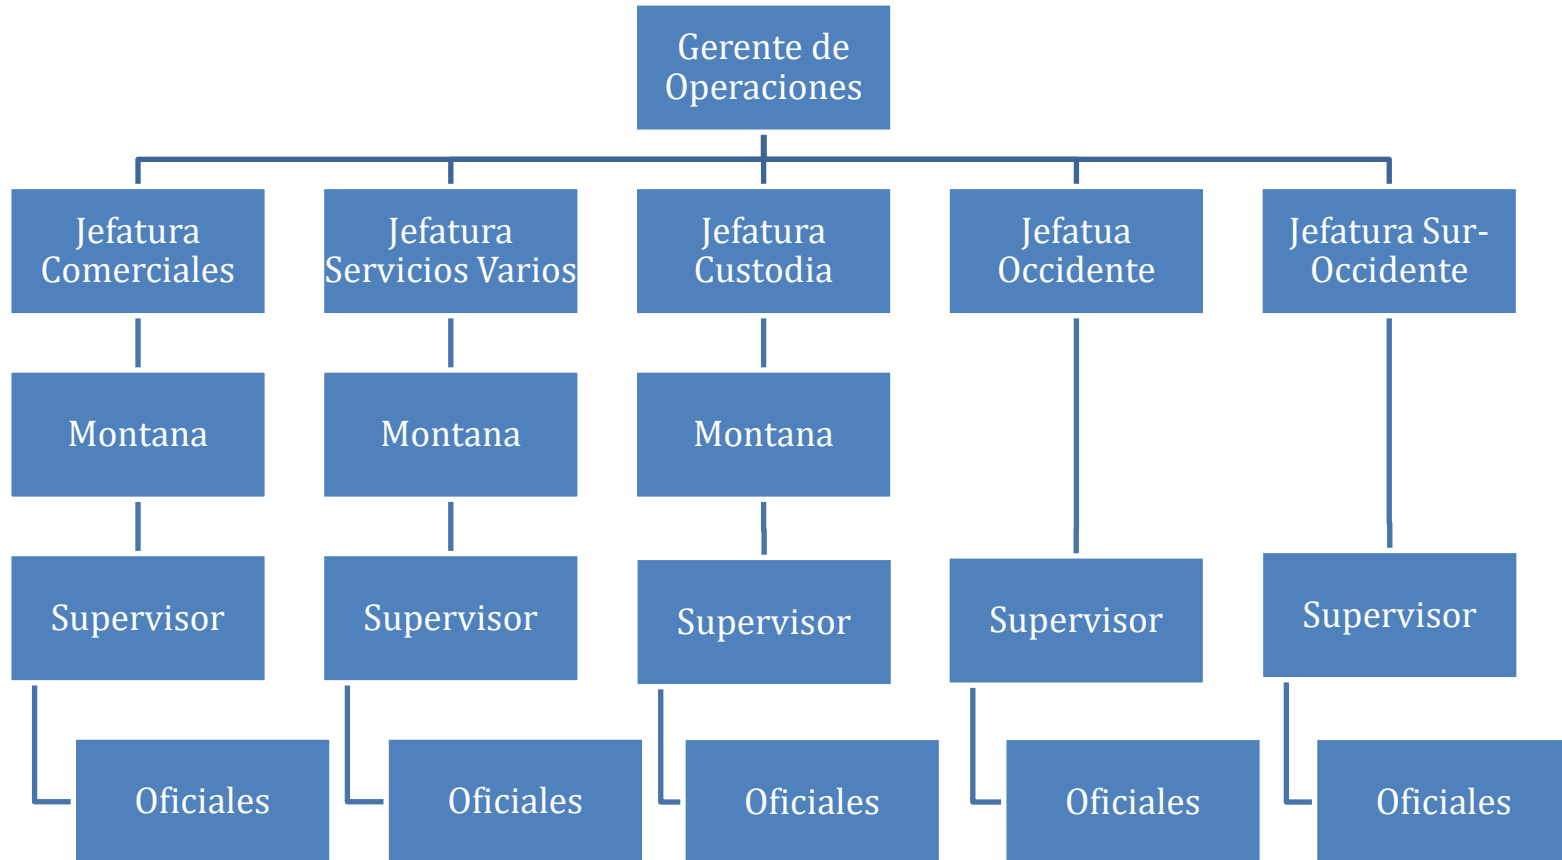 Gerente de
Operaciones
Jefatura
Comerciales
Jefatura
Servicios Varios
Jefatura
Custodia
Jefatua
Occidente
Jefatura Sur-
Occidente
Montana
Montana
Montana
Supervisor
Supervisor
Supervisor
Supervisor
Supervisor
Oficiales
Oficiales
Oficiales
Oficiales
Oficiales